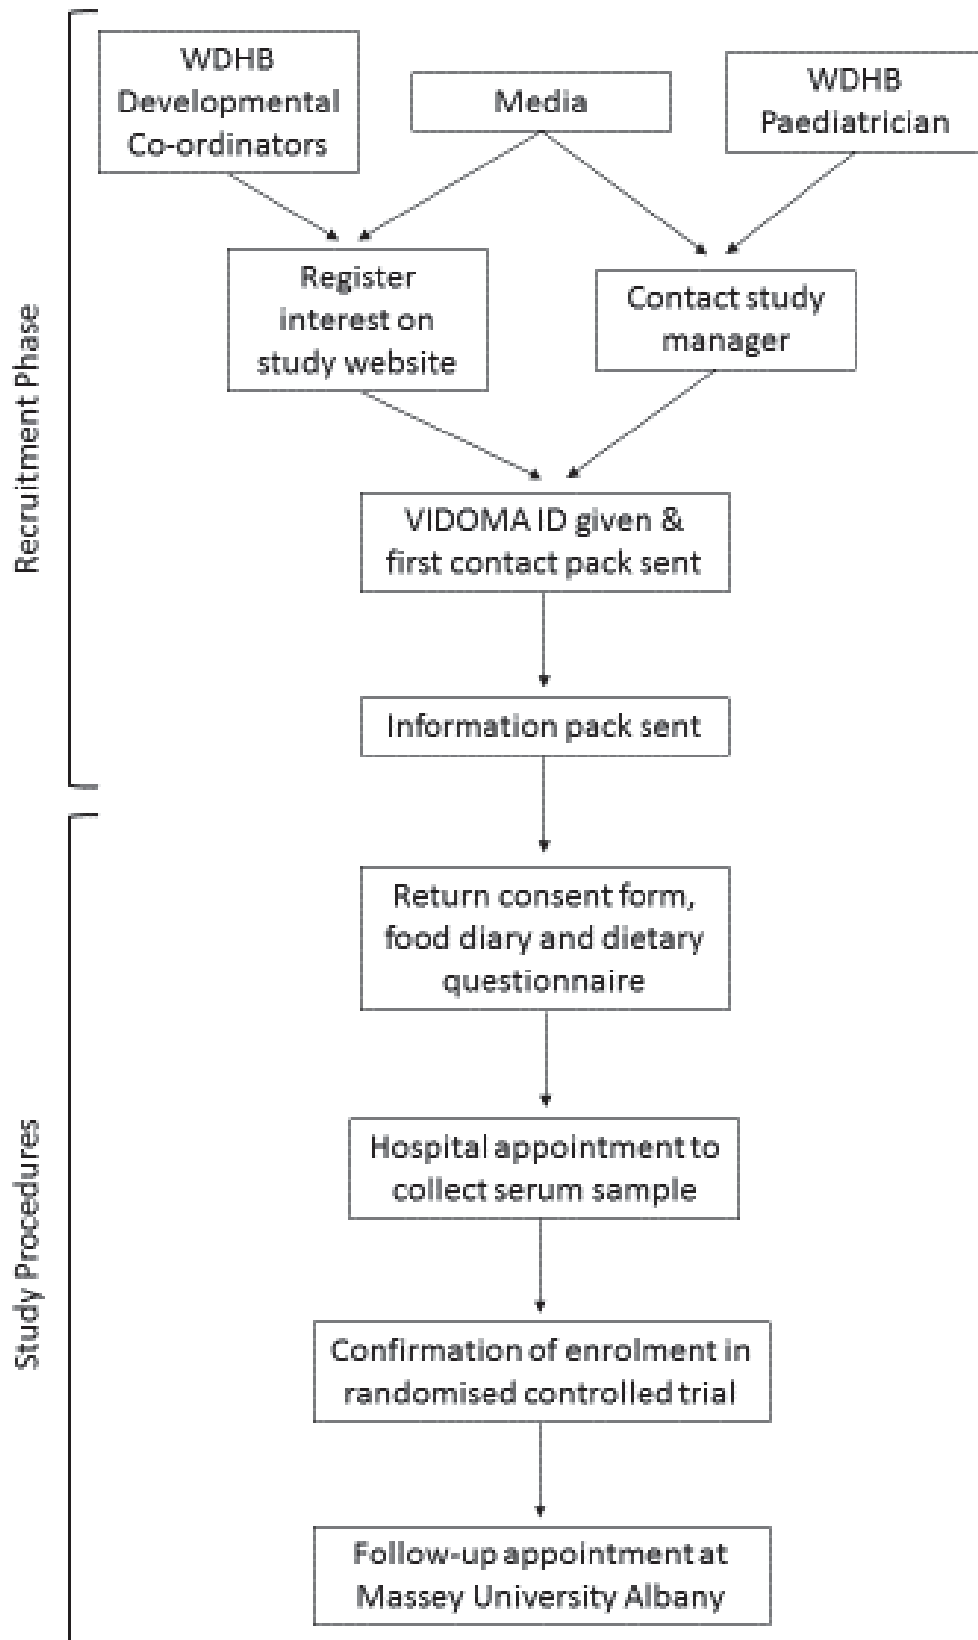 WDHB
Developmental
Co-ordinators
Media
WDHB
Paediatrician
Register
interest on
study website
Contact study
manager
VIDOMA ID given &
first contact pack sent
Information pack sent
Recruitment Phase
Return consent form,
food diary and dietary
questionnaire
Hospital appointment to
collect serum sample
Confirmation of enrolment in
randomised controlled trial
Follow-up appointment at
Massey University Albany
Study Procedures